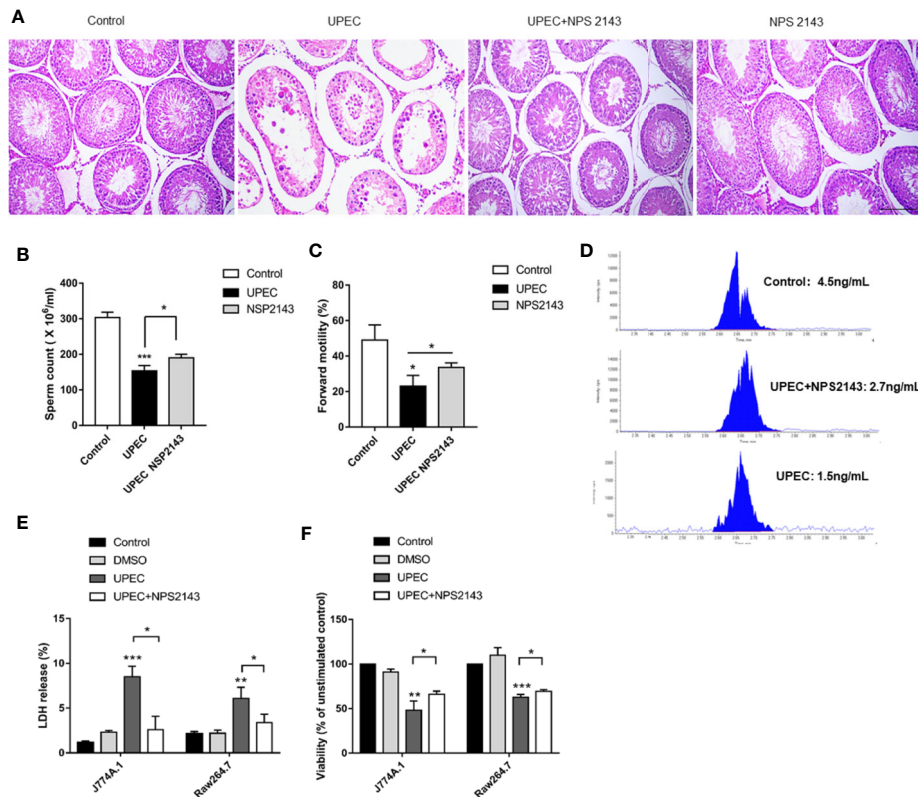 A
Control
UPEC
UPEC+NPS 2143
NPS 2143
B
Control
UPEC
NSP2143
Sperm count ( X 10⁶/ml)
400
300
200
100
0
***
*
Control
UPEC
UPEC NSP2143
C
Control
UPEC
NPS2143
Forward motility (%)
80
60
40
20
0
*
*
Control
UPEC
UPEC NPS2143
D
Control: 4.5ng/mL
UPEC+NPS2143: 2.7ng/mL
UPEC: 1.5ng/mL
E
Control
DMSO
UPEC
UPEC+NPS2143
LDH release (%)
15
10
5
0
***
*
**
*
J774A.1
Raw264.7
F
Control
DMSO
UPEC
UPEC+NPS2143
Viability (% of unstimulated control)
150
100
50
0
**
*
***
*
J774A.1
Raw264.7